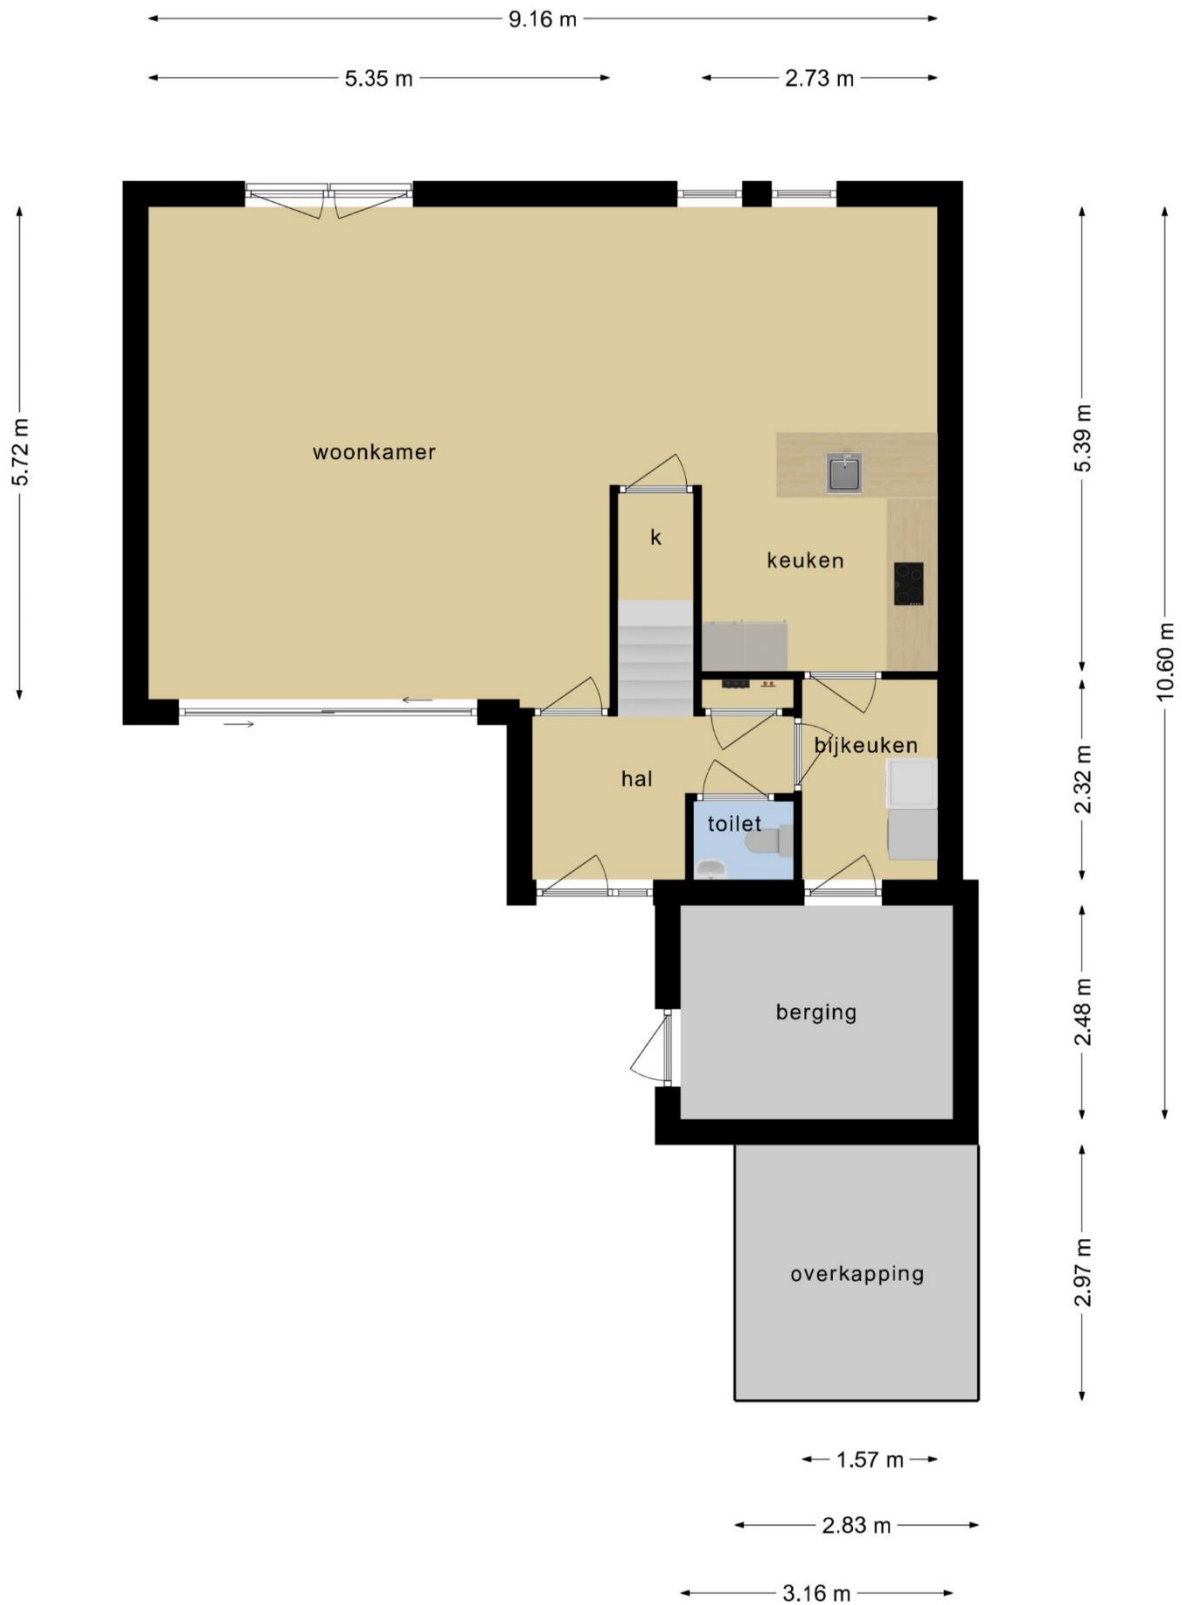 9.16 m
5.35 m
2.73 m
5.72 m
5.39 m
10.60 m
woonkamer
k
keuken
bijkeuken
hal
toilet
2.32 m
berging
2.48 m
overkapping
2.97 m
1.57 m
2.83 m
3.16 m